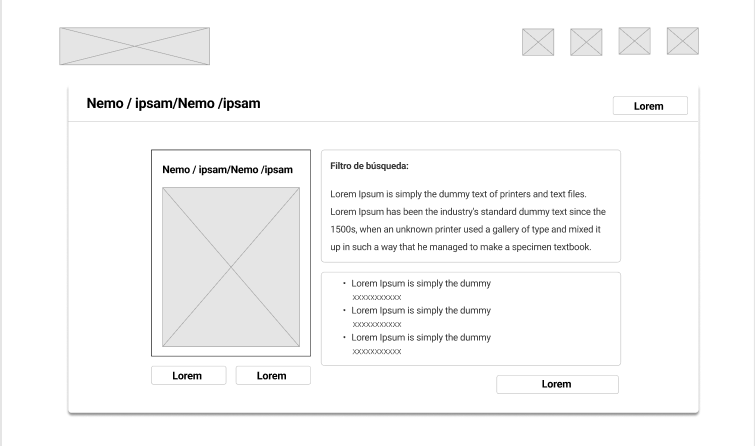 Nemo / ipsam/Nemo /ipsam
Lorem
Nemo / ipsam/Nemo /ipsam
Lorem
Lorem
Filtro de búsqueda:
Lorem Ipsum is simply the dummy text of printers and text files.
Lorem Ipsum has been the industry's standard dummy text since the
1500s, when an unknown printer used a gallery of type and mixed it
up in such a way that he managed to make a specimen textbook.
• Lorem Ipsum is simply the dummy
xxxxxxxxxxx
• Lorem Ipsum is simply the dummy
xxxxxxxxxxx
• Lorem Ipsum is simply the dummy
xxxxxxxxxxx
Lorem